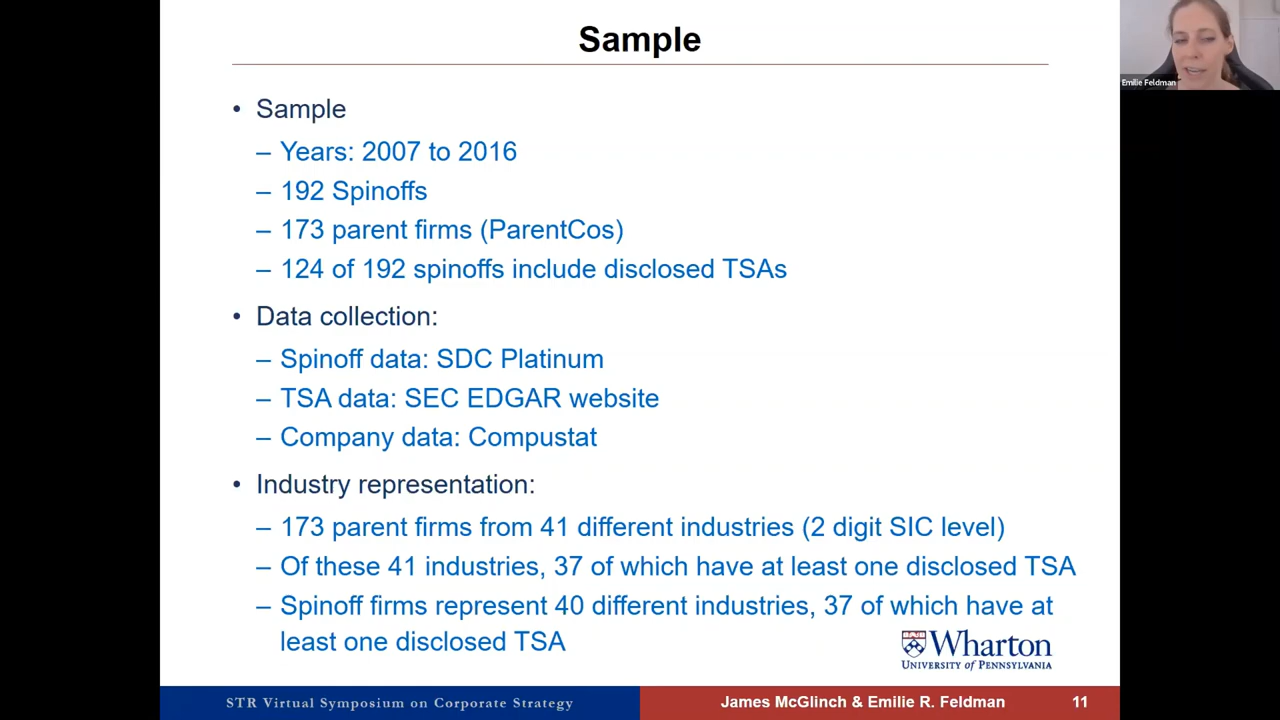 Sample
Emilie Feldman
• Sample
– Years: 2007 to 2016
– 192 Spinoffs
– 173 parent firms (ParentCos)
– 124 of 192 spinoffs include disclosed TSAs
• Data collection:
– Spinoff data: SDC Platinum
– TSA data: SEC EDGAR website
– Company data: Compustat
• Industry representation:
– 173 parent firms from 41 different industries (2 digit SIC level)
– Of these 41 industries, 37 of which have at least one disclosed TSA
– Spinoff firms represent 40 different industries, 37 of which have at
least one disclosed TSA
Wharton
UNIVERSITY of PENNSYLVANIA
STR Virtual Symposium on Corporate Strategy
James McGlinch & Emilie R. Feldman
11